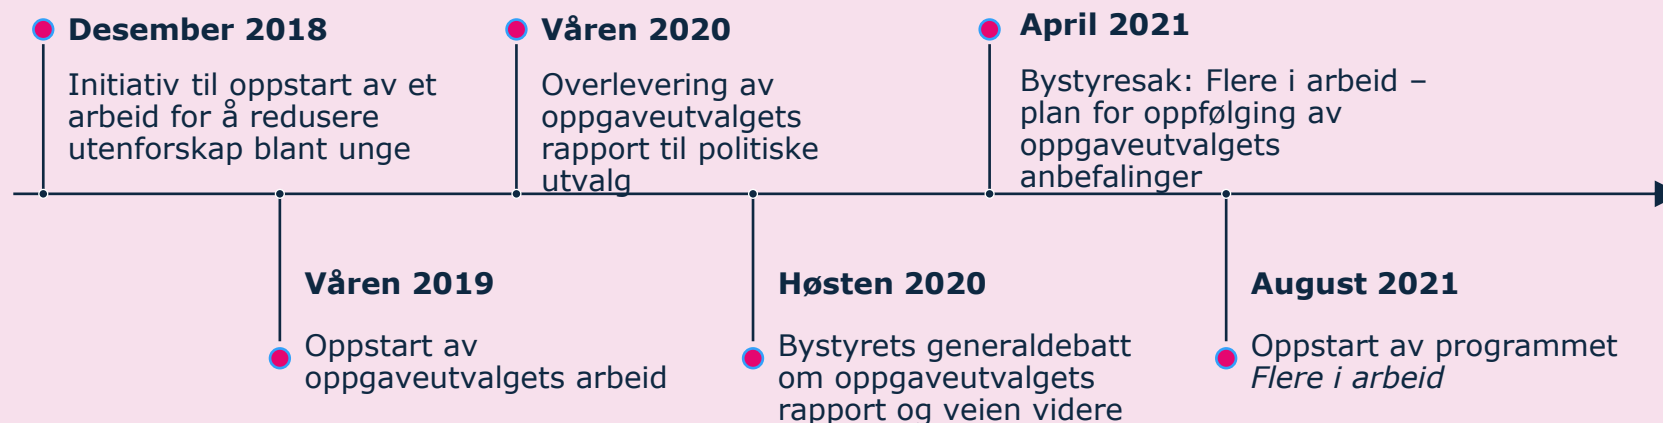 Desember 2018
Initiativ til oppstart av et
arbeid for å redusere
utenforskap blant unge
Våren 2019
Oppstart av
oppgaveutvalgets arbeid
Våren 2020
Overlevering av
oppgaveutvalgets
rapport til politiske
utvalg
Høsten 2020
Bystyrets generaldebatt
om oppgaveutvalgets
rapport og veien videre
April 2021
Bystyresak: Flere i arbeid –
plan for oppfølging av
oppgaveutvalgets
anbefalinger
August 2021
Oppstart av programmet
Flere i arbeid